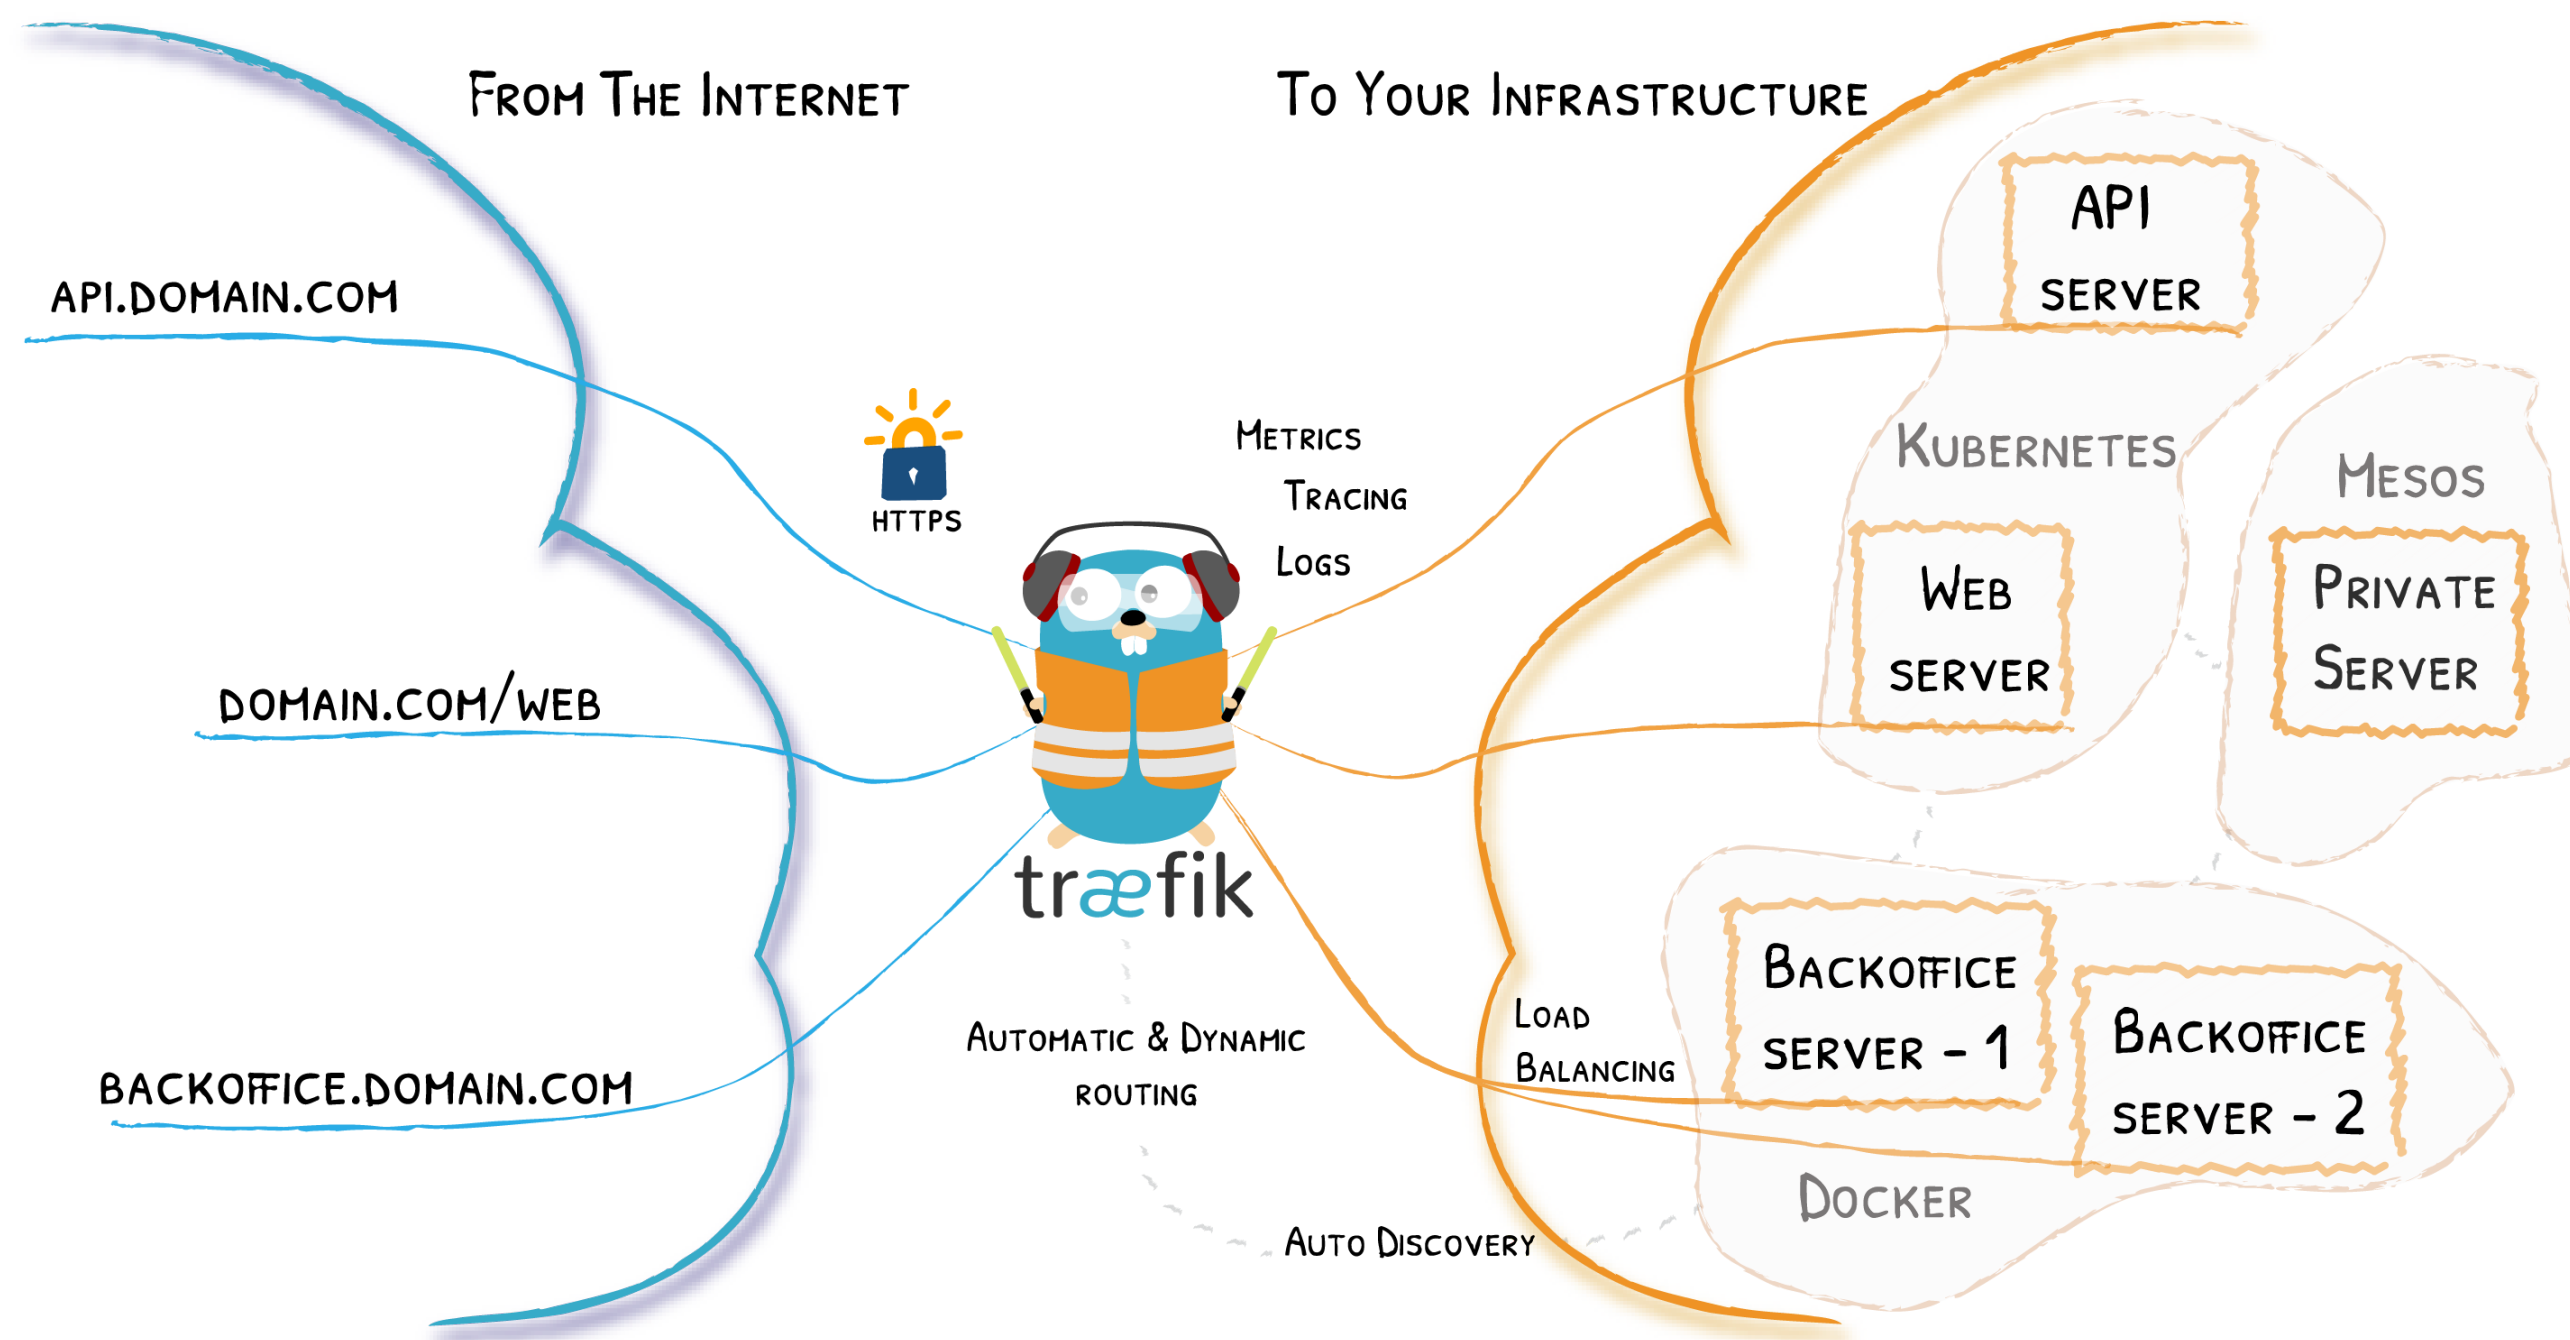 From The Internet
To Your Infrastructure
api.domain.com
domain.com/web
backoffice.domain.com
HTTPS
Metrics
Tracing
Logs
træfik
Automatic & Dynamic
routing
Auto Discovery
Load
Balancing
API
server
Kubernetes
Web
server
Mesos
Private
Server
Backoffice
server - 1
Backoffice
server - 2
Docker